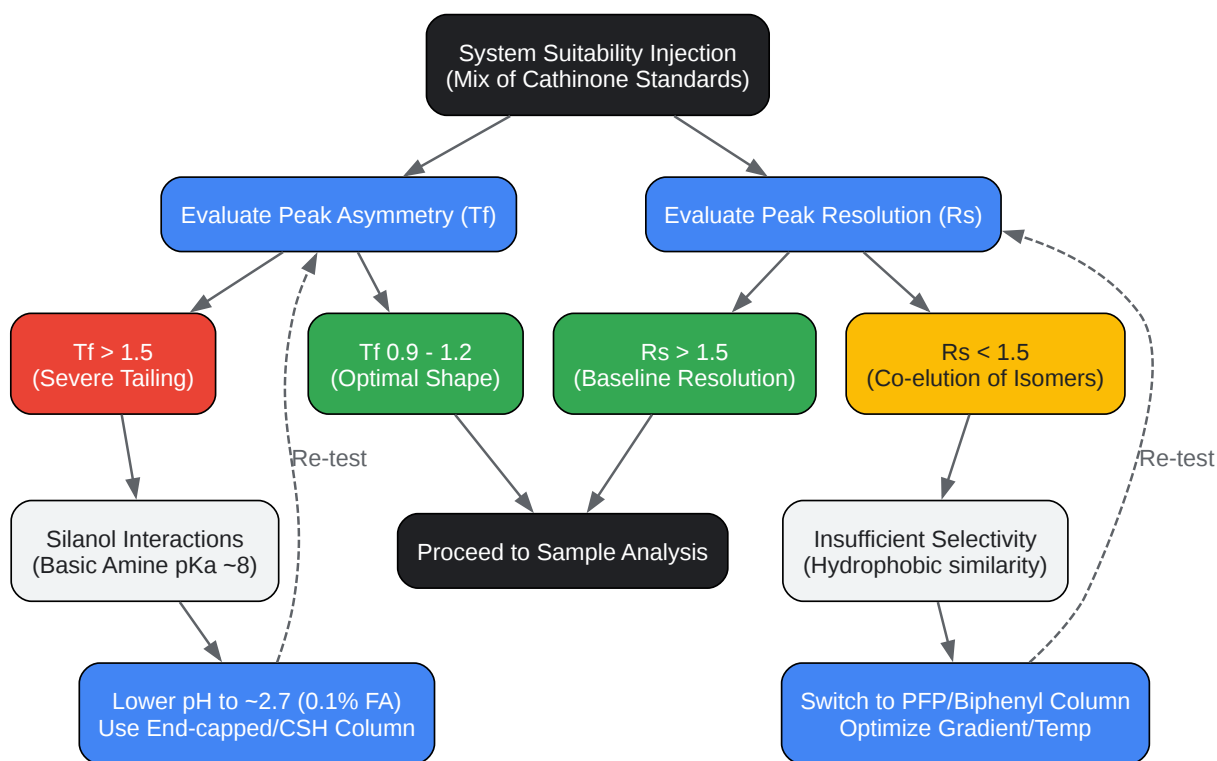 System Suitability Injection
(Mix of Cathinone Standards)
Evaluate Peak Asymmetry (Tf)
Evaluate Peak Resolution (Rs)
Tf > 1.5
(Severe Tailing)
Tf 0.9 - 1.2
(Optimal Shape)
Rs > 1.5
(Baseline Resolution)
Rs < 1.5
(Co-elution of Isomers)
Re-test
Re-test
Silanol Interactions
(Basic Amine pKa ~8)
Proceed to Sample Analysis
Insufficient Selectivity
(Hydrophobic similarity)
Lower pH to ~2.7 (0.1% FA)
Use End-capped/CSH Column
Switch to PFP/Biphenyl Column
Optimize Gradient/Temp